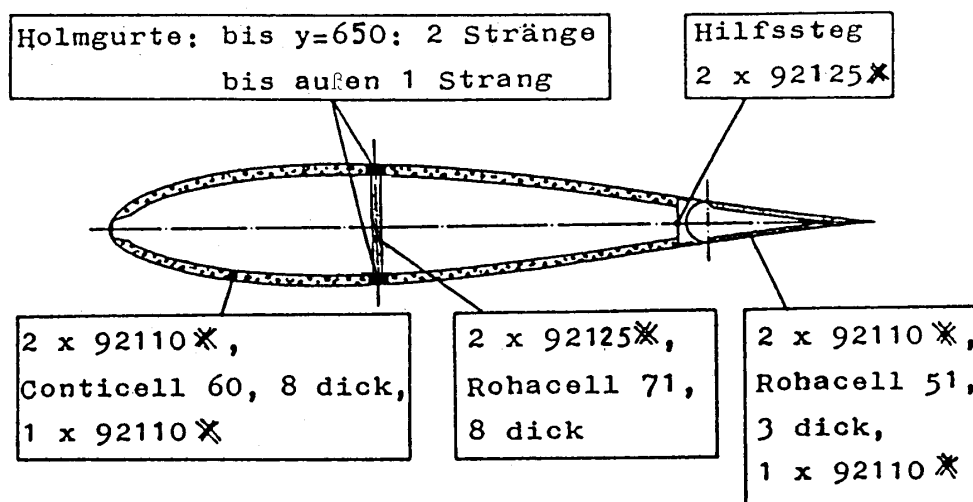 Holmgurte: bis y=650: 2 Stränge
bis außen 1 Strang
Hilfssteg
2 x 92125※
2 x 92110※,
Conticell 60, 8 dick,
1 x 92110※
2 x 92125※,
Rohacell 71,
8 dick
2 x 92110※,
Rohacell 51,
3 dick,
1 x 92110※